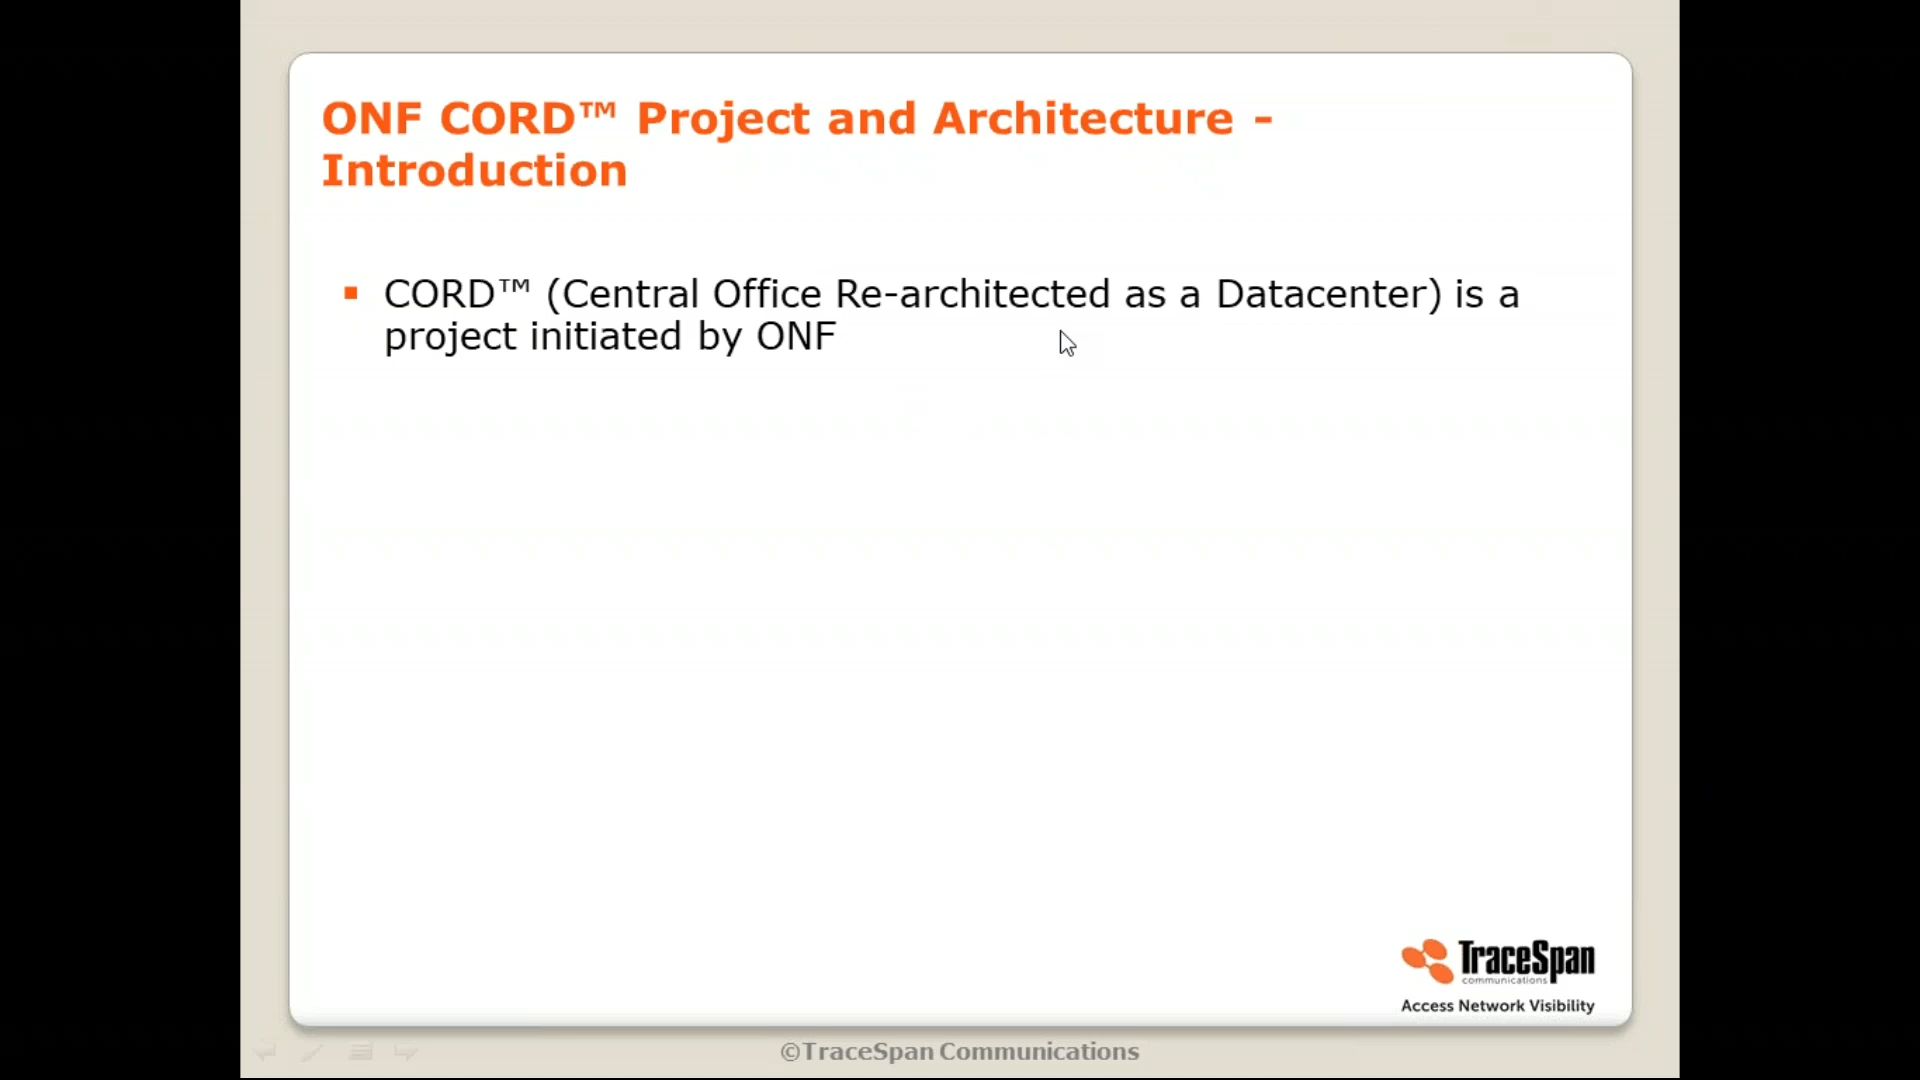 ONF CORD™ Project and Architecture -
Introduction
CORD™ (Central Office Re-architected as a Datacenter) is a
project initiated by ONF
TraceSpan
communications
Access Network Visibility
©TraceSpan Communications